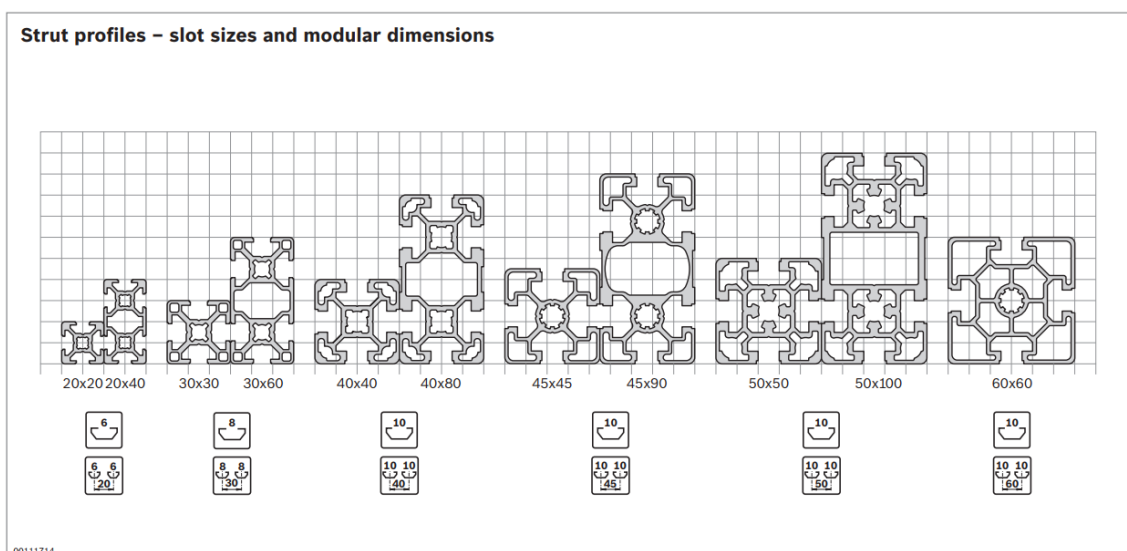 Strut profiles – slot sizes and modular dimensions
20x20 20x40 30x30 30x60 40x40 40x80 45x45 45x90 50x50 50x100 60x60
6 8 10 10 10 10
6 6 8 8 10 10 10 10 10 10 10 10
20 30 40 45 50 60